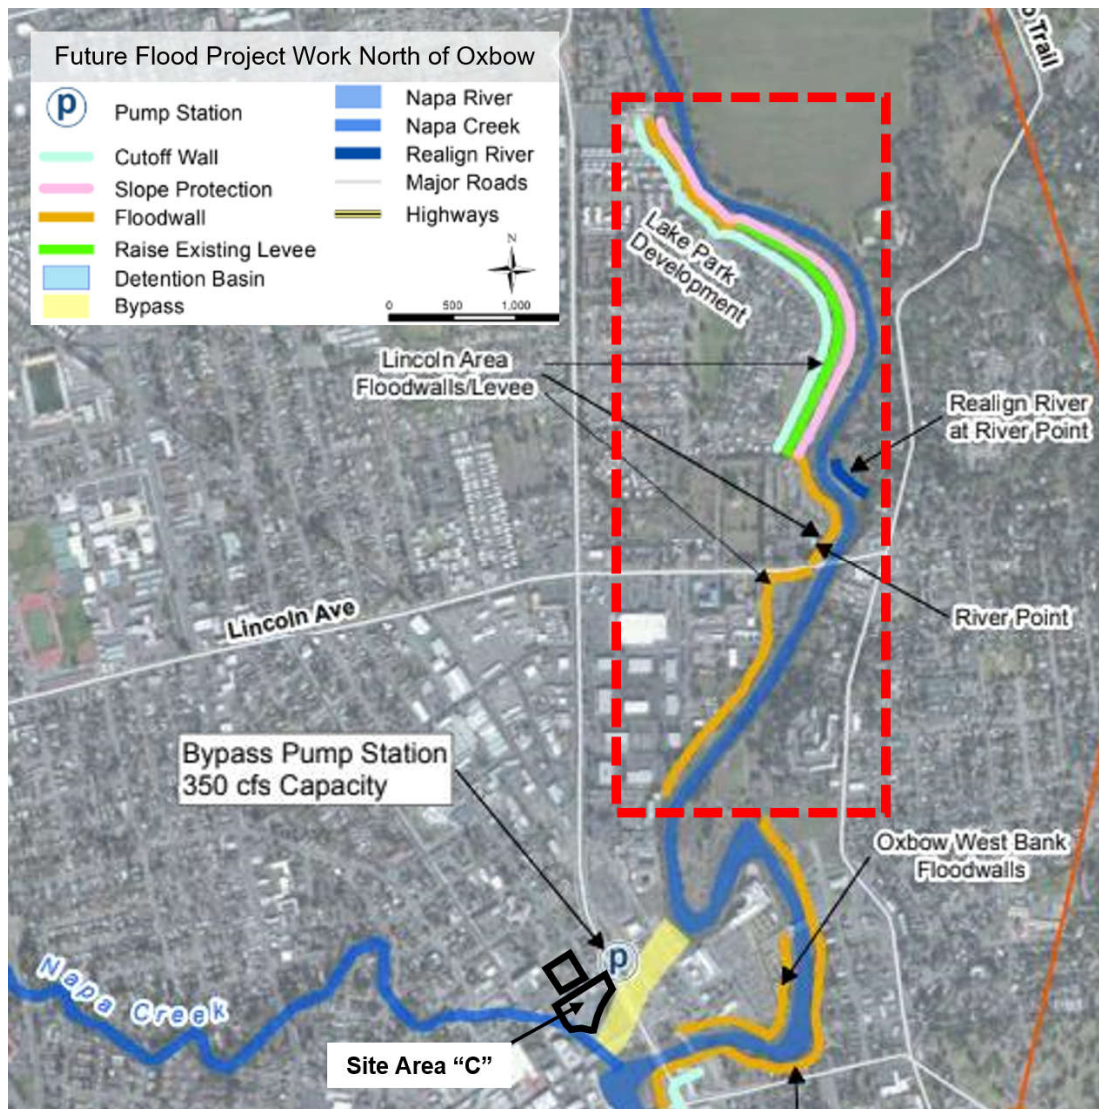 Future Flood Project Work North of Oxbow
p
Pump Station
Cutoff Wall
Slope Protection
Floodwall
Raise Existing Levee
Detention Basin
Bypass
Napa River
Napa Creek
Realign River
Major Roads
Highways
N
0 500 1,000
Trail
Lake Park
Development
Lincoln Area
Floodwalls/Levee
Realign River
at River Point
River Point
Lincoln Ave
Bypass Pump Station
350 cfs Capacity
Oxbow West Bank
Floodwalls
p
Napa Creek
Site Area “C”